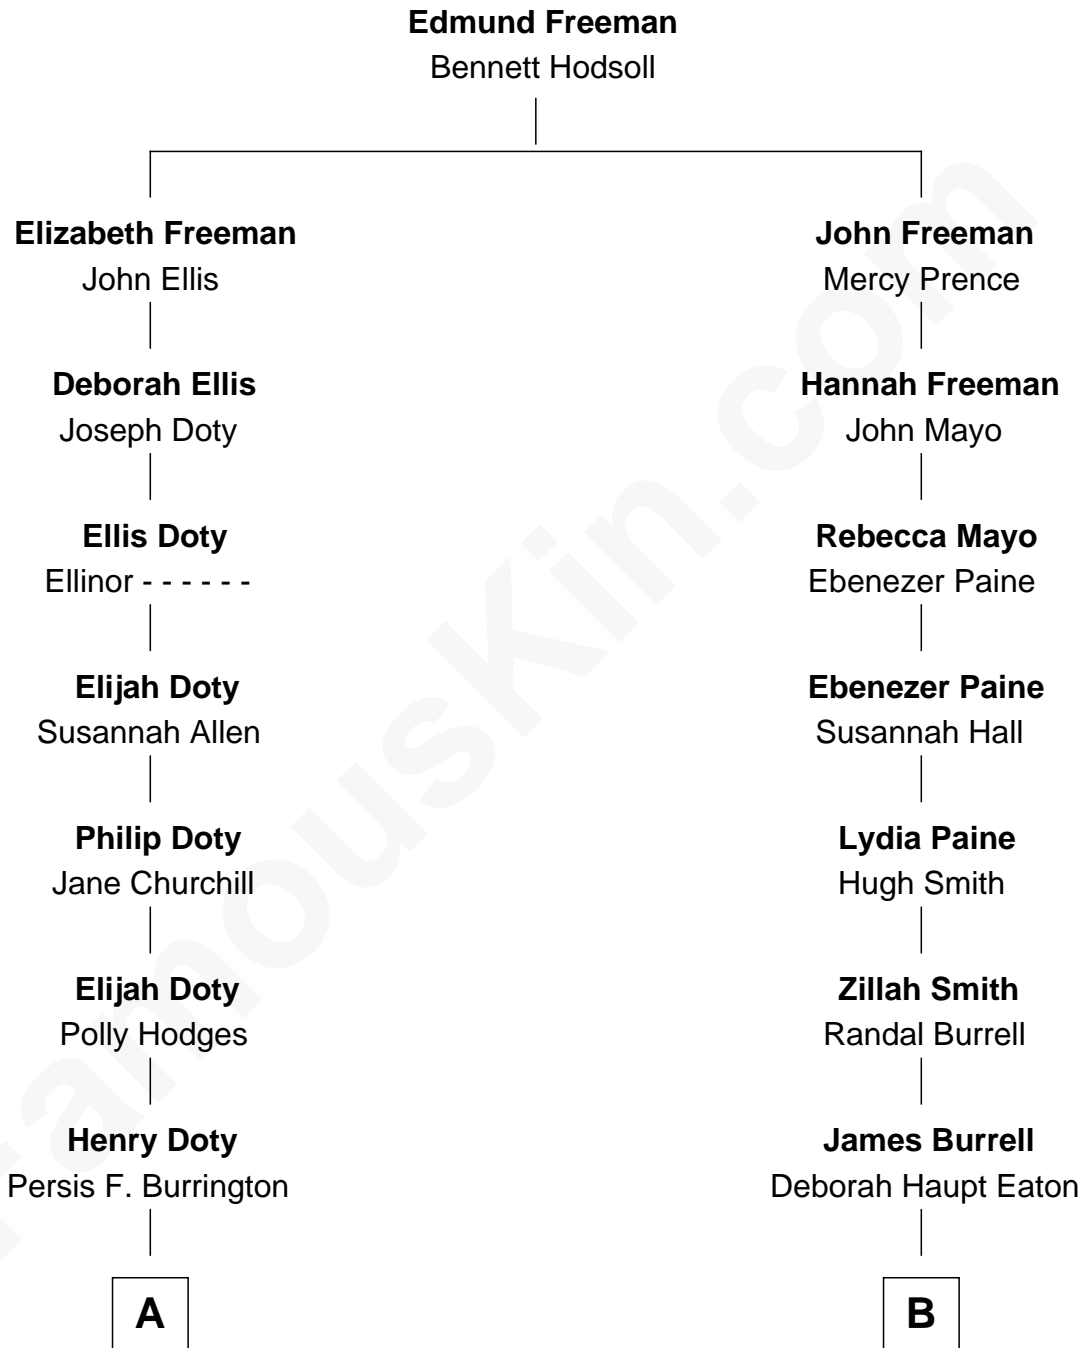 Edmund Freeman
Bennett Hodsoll
Elizabeth Freeman
John Ellis
John Freeman
Mercy Prence
Deborah Ellis
Joseph Doty
Hannah Freeman
John Mayo
Ellis Doty
Ellinor - - - - - -
Rebecca Mayo
Ebenezer Paine
Elijah Doty
Susannah Allen
Ebenezer Paine
Susannah Hall
Philip Doty
Jane Churchill
Lydia Paine
Hugh Smith
Elijah Doty
Polly Hodges
Zillah Smith
Randal Burrell
Henry Doty
Persis F. Burrington
James Burrell
Deborah Haupt Eaton
A
B
FamousKin.com